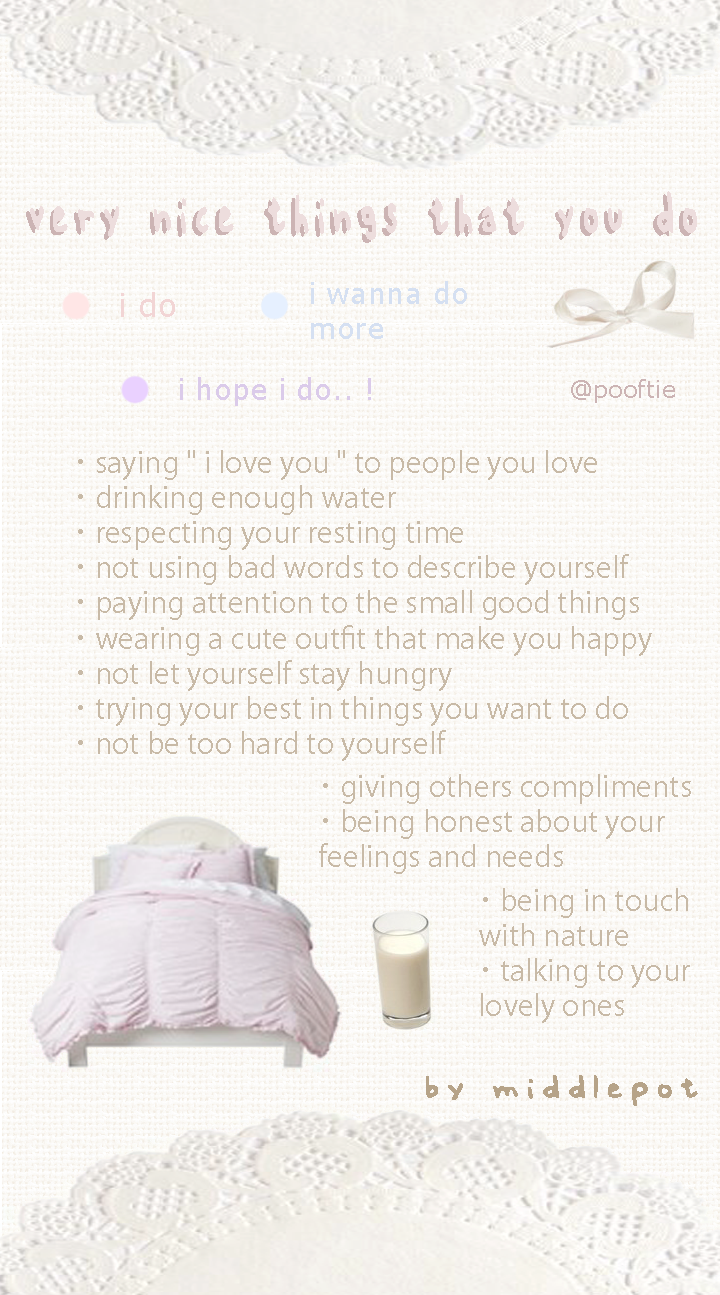 very nice things that you do
i do
i wanna do
more
i hope i do.. !
@pooftie
· saying " i love you " to people you love
· drinking enough water
· respecting your resting time
· not using bad words to describe yourself
· paying attention to the small good things
· wearing a cute outfit that make you happy
· not let yourself stay hungry
· trying your best in things you want to do
· not be too hard to yourself
· giving others compliments
· being honest about your
feelings and needs
· being in touch
with nature
· talking to your
lovely ones
by middlepot